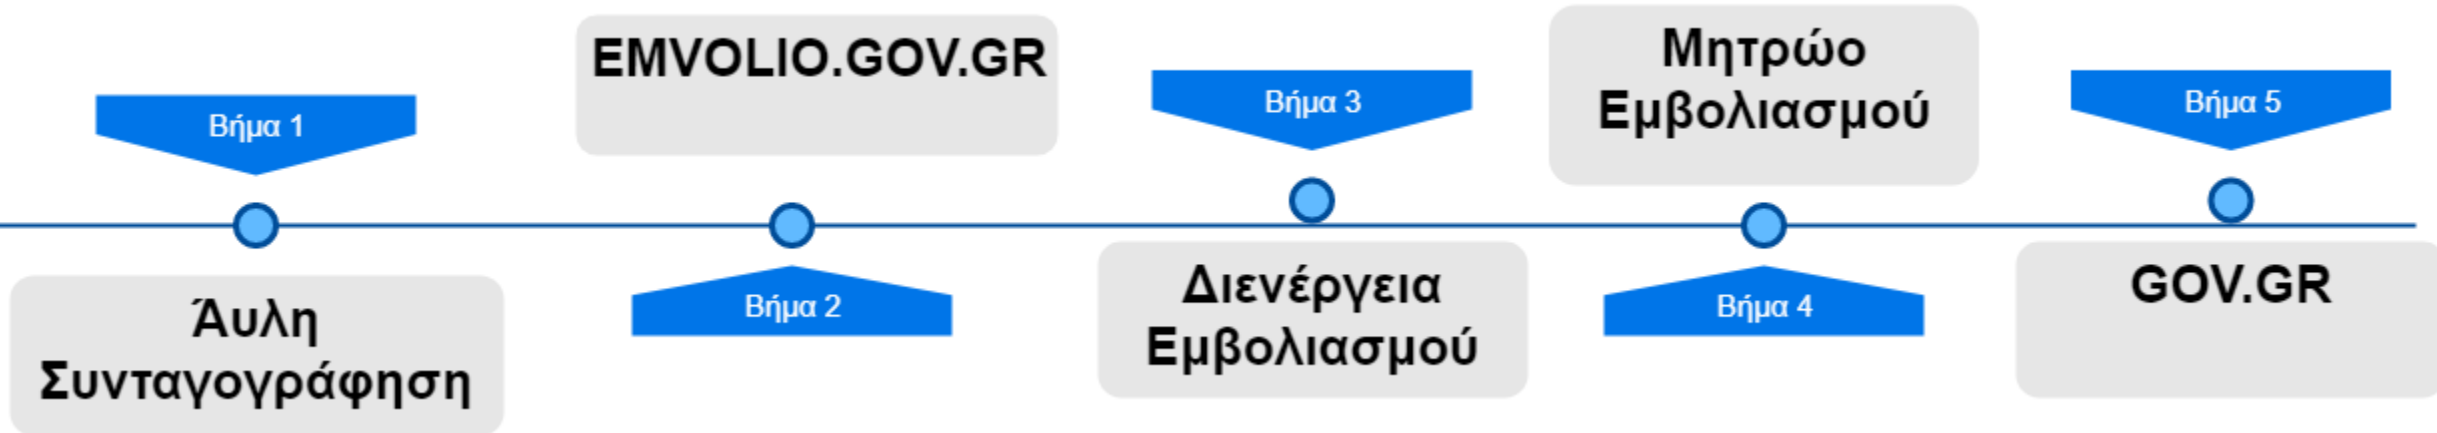 Βήμα 1
Άυλη
Συνταγογράφηση
EMVOLIO.GOV.GR
Βήμα 2
Βήμα 3
Διενέργεια
Εμβολιασμού
Μητρώο
Εμβολιασμού
Βήμα 4
Βήμα 5
GOV.GR